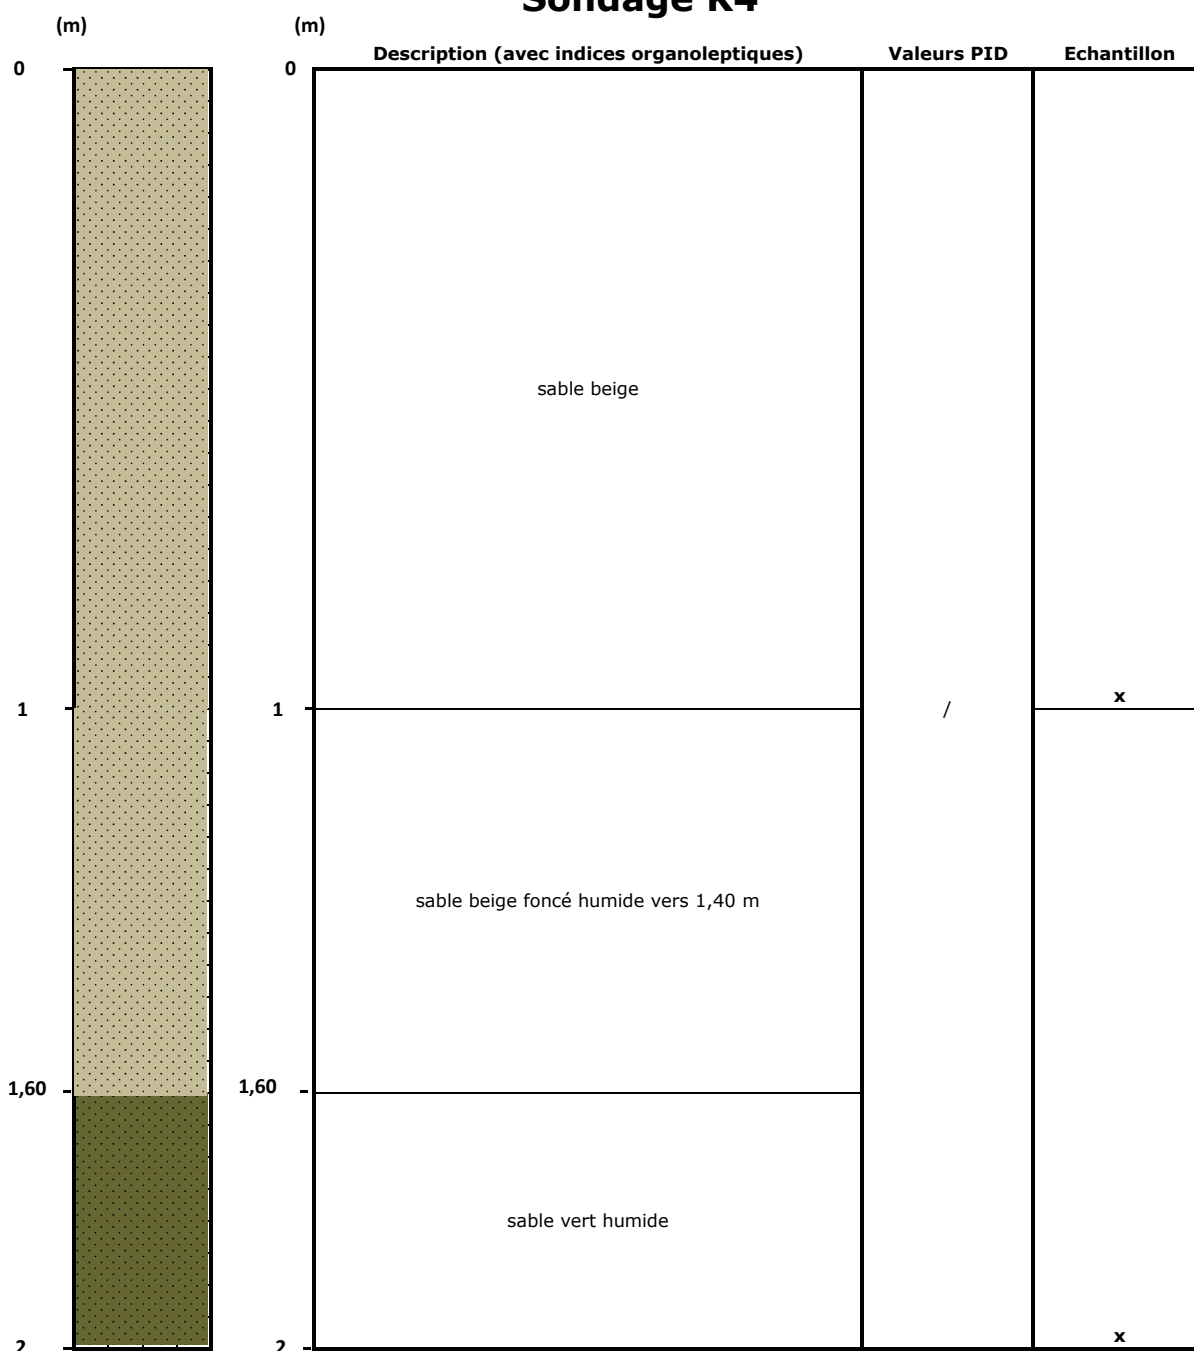 Sondage K4
(m) (m)
Description (avec indices organoleptiques) Valeurs PID Echantillon
0 0
sable beige
x
1 1 /
sable beige foncé humide vers 1,40 m
1,60 1,60
sable vert humide
x
2 2